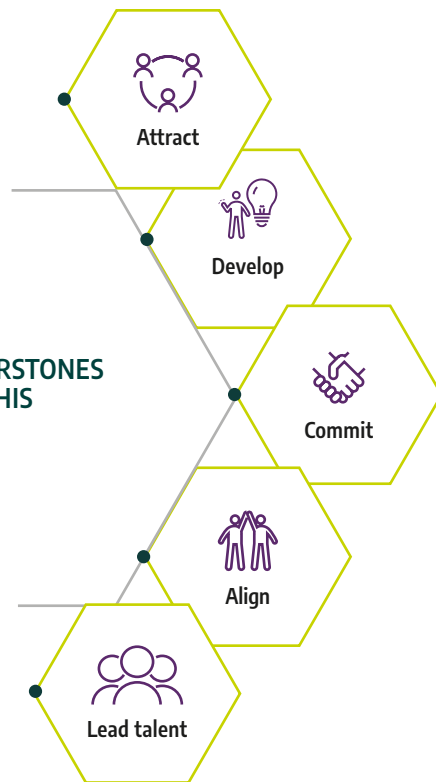 Attract
Develop
RSTONES
HIS
Commit
Align
Lead talent